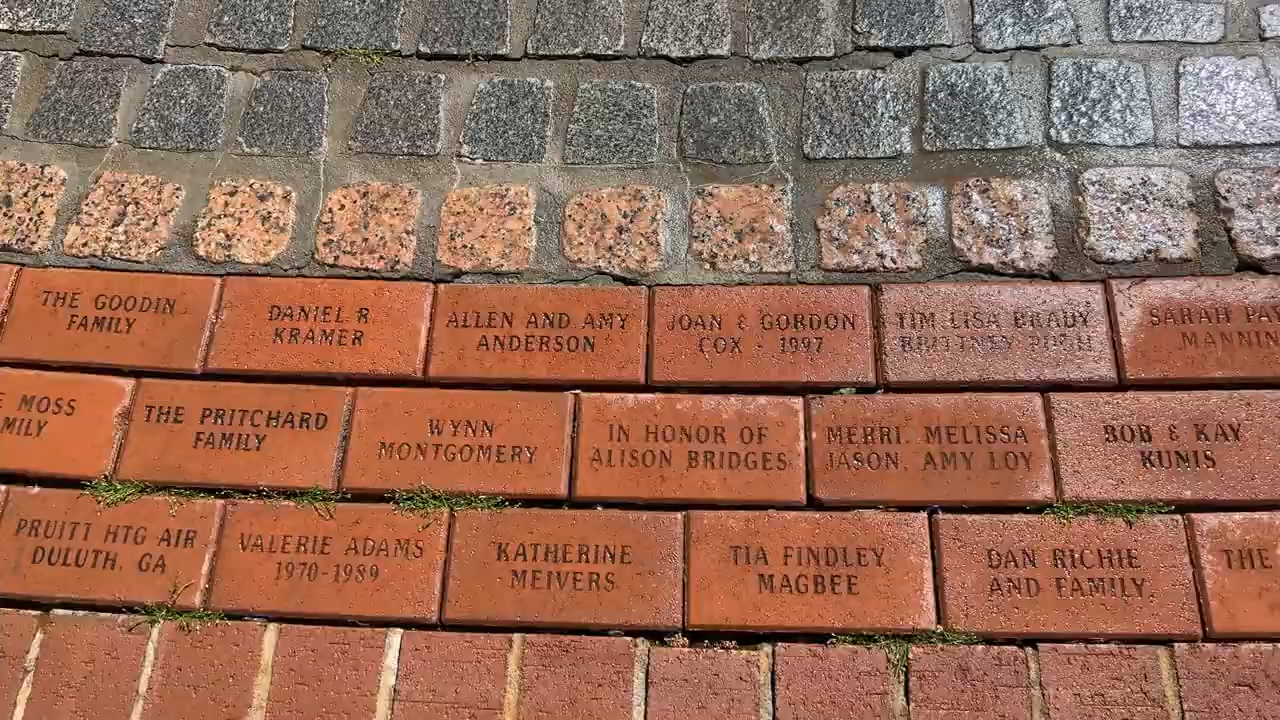 THE GOODIN
FAMILY
DANIEL R.
KRAMER
ALLEN AND AMY
ANDERSON
JOAN & GORDON
COX - 1997
TIM LISA BRADY
BRITTNEY
SARAH
MANNIN
MOSS
MILY
THE PRITCHARD
FAMILY
WYNN
MONTGOMERY
IN HONOR OF
ALISON BRIDGES
MERRI, MELISSA
JASON, AMY LOY
BOB & KAY
KUNIS
PRUITT HTG AIR
DULUTH, GA
VALERIE ADAMS
1970-1989
KATHERINE
MEIVERS
TIA FINDLEY
MAGBEE
DAN RICHIE
AND FAMILY
THE